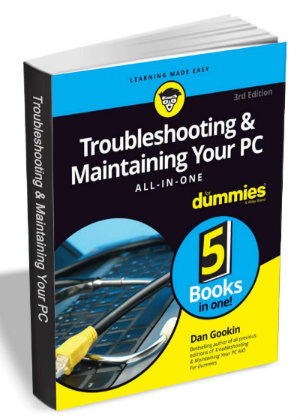 LEARNING MADE EASY
3rd Edition
Troubleshooting &
Maintaining Your PC
ALL-IN-ONE
for
dummies
A Wiley Brand
5
Books
in one!
Dan Gookin
Bestselling author of all previous
editions of Troubleshooting
& Maintaining Your PC AIO
For Dummies
Troubleshooting & Maintaining Your PC